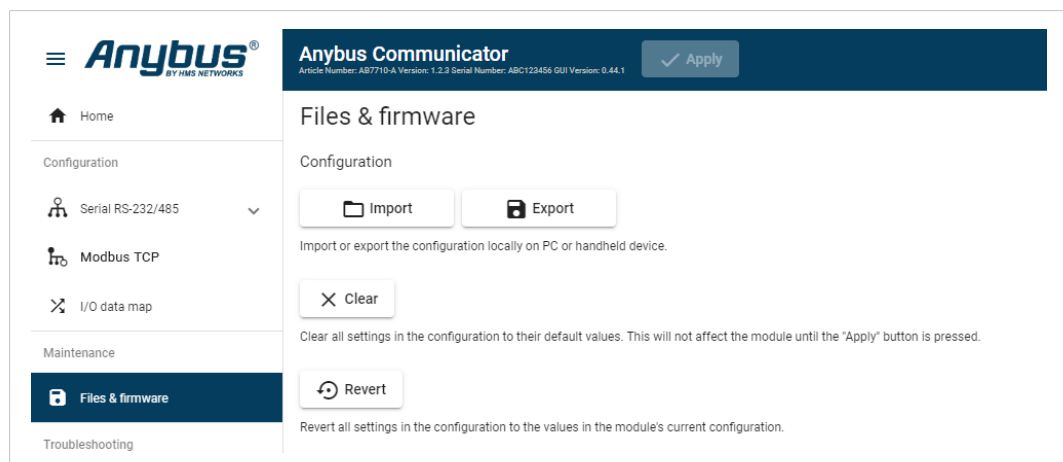 Anybus®
BY HMS NETWORKS
Anybus Communicator
Article Number: AB7710-A Version: 1.2.3 Serial Number: ABC123456 GUI Version: 0.44.1
Apply
Home
Configuration
Serial RS-232/485
Modbus TCP
I/O data map
Maintenance
Files & firmware
Troubleshooting
Files & firmware
Configuration
Import
Export
Import or export the configuration locally on PC or handheld device.
Clear
Clear all settings in the configuration to their default values. This will not affect the module until the "Apply" button is pressed.
Revert
Revert all settings in the configuration to the values in the module's current configuration.